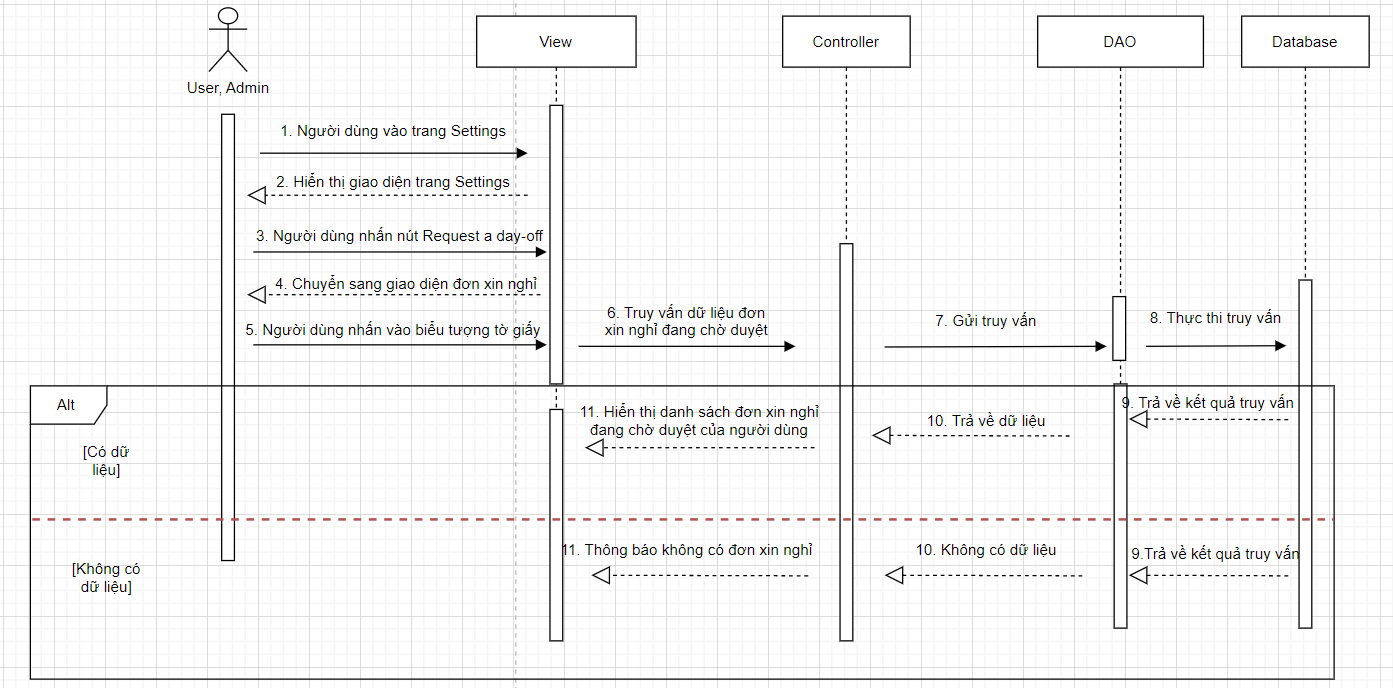 View
Controller
DAO
Database
User, Admin
1. Người dùng vào trang Settings
2. Hiển thị giao diện trang Settings
3. Người dùng nhấn nút Request a day-off
4. Chuyển sang giao diện đơn xin nghỉ
5. Người dùng nhấn vào biểu tượng tờ giấy
6. Truy vấn dữ liệu đơn
xin nghỉ đang chờ duyệt
7. Gửi truy vấn
8. Thực thi truy vấn
Alt
[Có dữ
liệu]
9. Trả về kết quả truy vấn
10. Trả về dữ liệu
11. Hiển thị danh sách đơn xin nghỉ
đang chờ duyệt của người dùng
[Không có
dữ liệu]
9.Trả về kết quả truy vấn
10. Không có dữ liệu
11. Thông báo không có đơn xin nghỉ